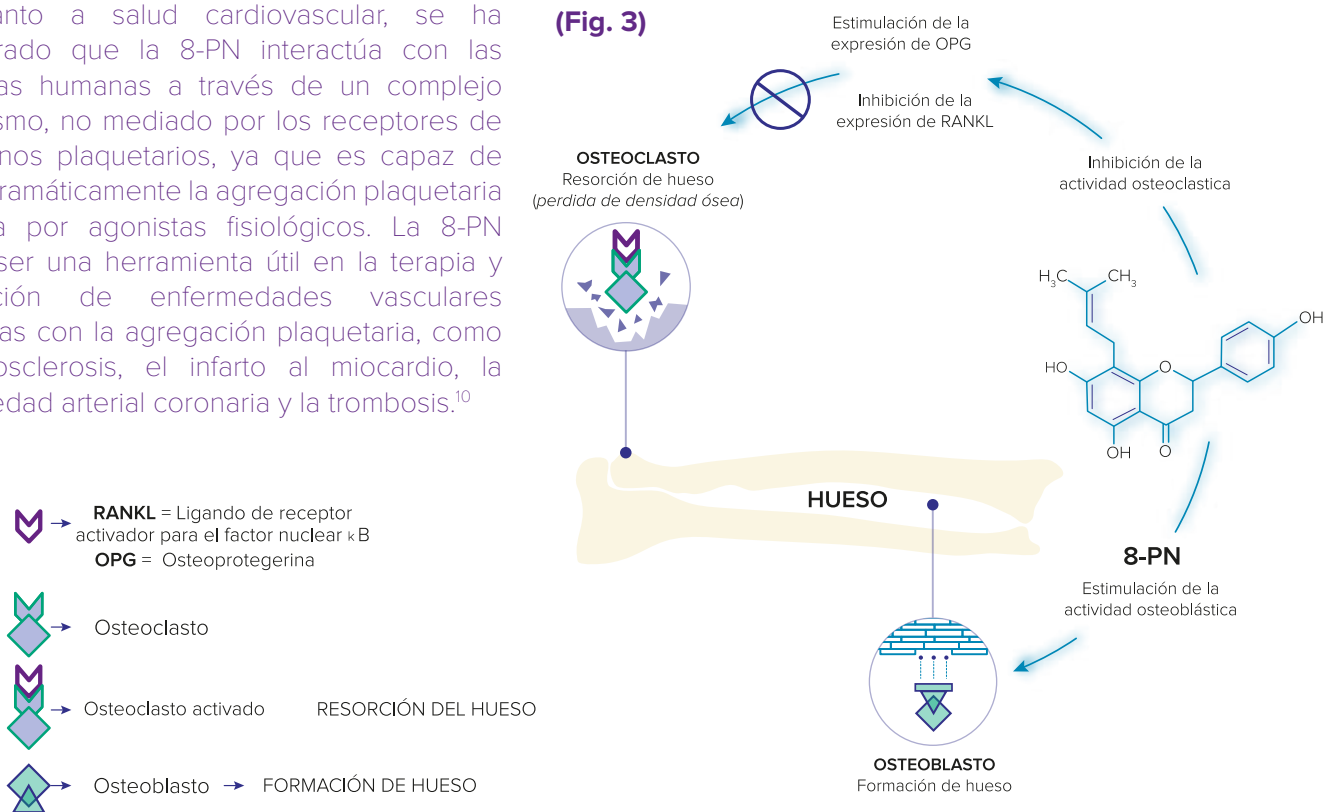 anto a salud cardiovascular, se ha
rado que la 8-PN interactúa con las
as humanas a través de un complejo
smo, no mediado por los receptores de
nos plaquetarios, ya que es capaz de
ramáticamente la agregación plaquetaria
a por agonistas fisiológicos. La 8-PN
ser una herramienta útil en la terapia y
ción de enfermedades vasculares
as con la agregación plaquetaria, como
osclerosis, el infarto al miocardio, la
edad arterial coronaria y la trombosis.¹⁰
(Fig. 3)
Estimulación de la
expresión de OPG
Inhibición de la
expresión de RANKL
Inhibición de la
actividad osteoclastica
OSTEOCLASTO
Resorción de hueso
(perdida de densidad ósea)
H₃C
CH₃
OH
HO
O
OH
O
HUESO
8-PN
Estimulación de la
actividad osteoblástica
OSTEOBLASTO
Formación de hueso
RANKL = Ligando de receptor
activador para el factor nuclear κ B
OPG = Osteoprotegerina
Osteoclasto
Osteoclasto activado RESORCIÓN DEL HUESO
Osteoblasto → FORMACIÓN DE HUESO